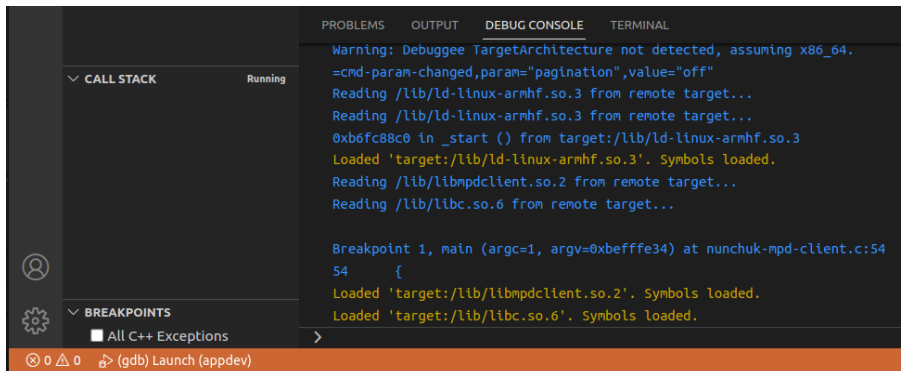 PROBLEMS OUTPUT DEBUG CONSOLE TERMINAL
Warning: Debuggee TargetArchitecture not detected, assuming x86_64.
=cmd-param-changed,param="pagination",value="off"
Reading /lib/ld-linux-armhf.so.3 from remote target...
Reading /lib/ld-linux-armhf.so.3 from remote target...
0xb6fc88c0 in _start () from target:/lib/ld-linux-armhf.so.3
Loaded 'target:/lib/ld-linux-armhf.so.3'. Symbols loaded.
Reading /lib/libmpdclient.so.2 from remote target...
Reading /lib/libc.so.6 from remote target...
Breakpoint 1, main (argc=1, argv=0xbefffe34) at nunchuk-mpd-client.c:54
54 {
Loaded 'target:/lib/libmpdclient.so.2'. Symbols loaded.
Loaded 'target:/lib/libc.so.6'. Symbols loaded.
>
CALL STACK Running
BREAKPOINTS
All C++ Exceptions
0 0 (gdb) Launch (appdev)